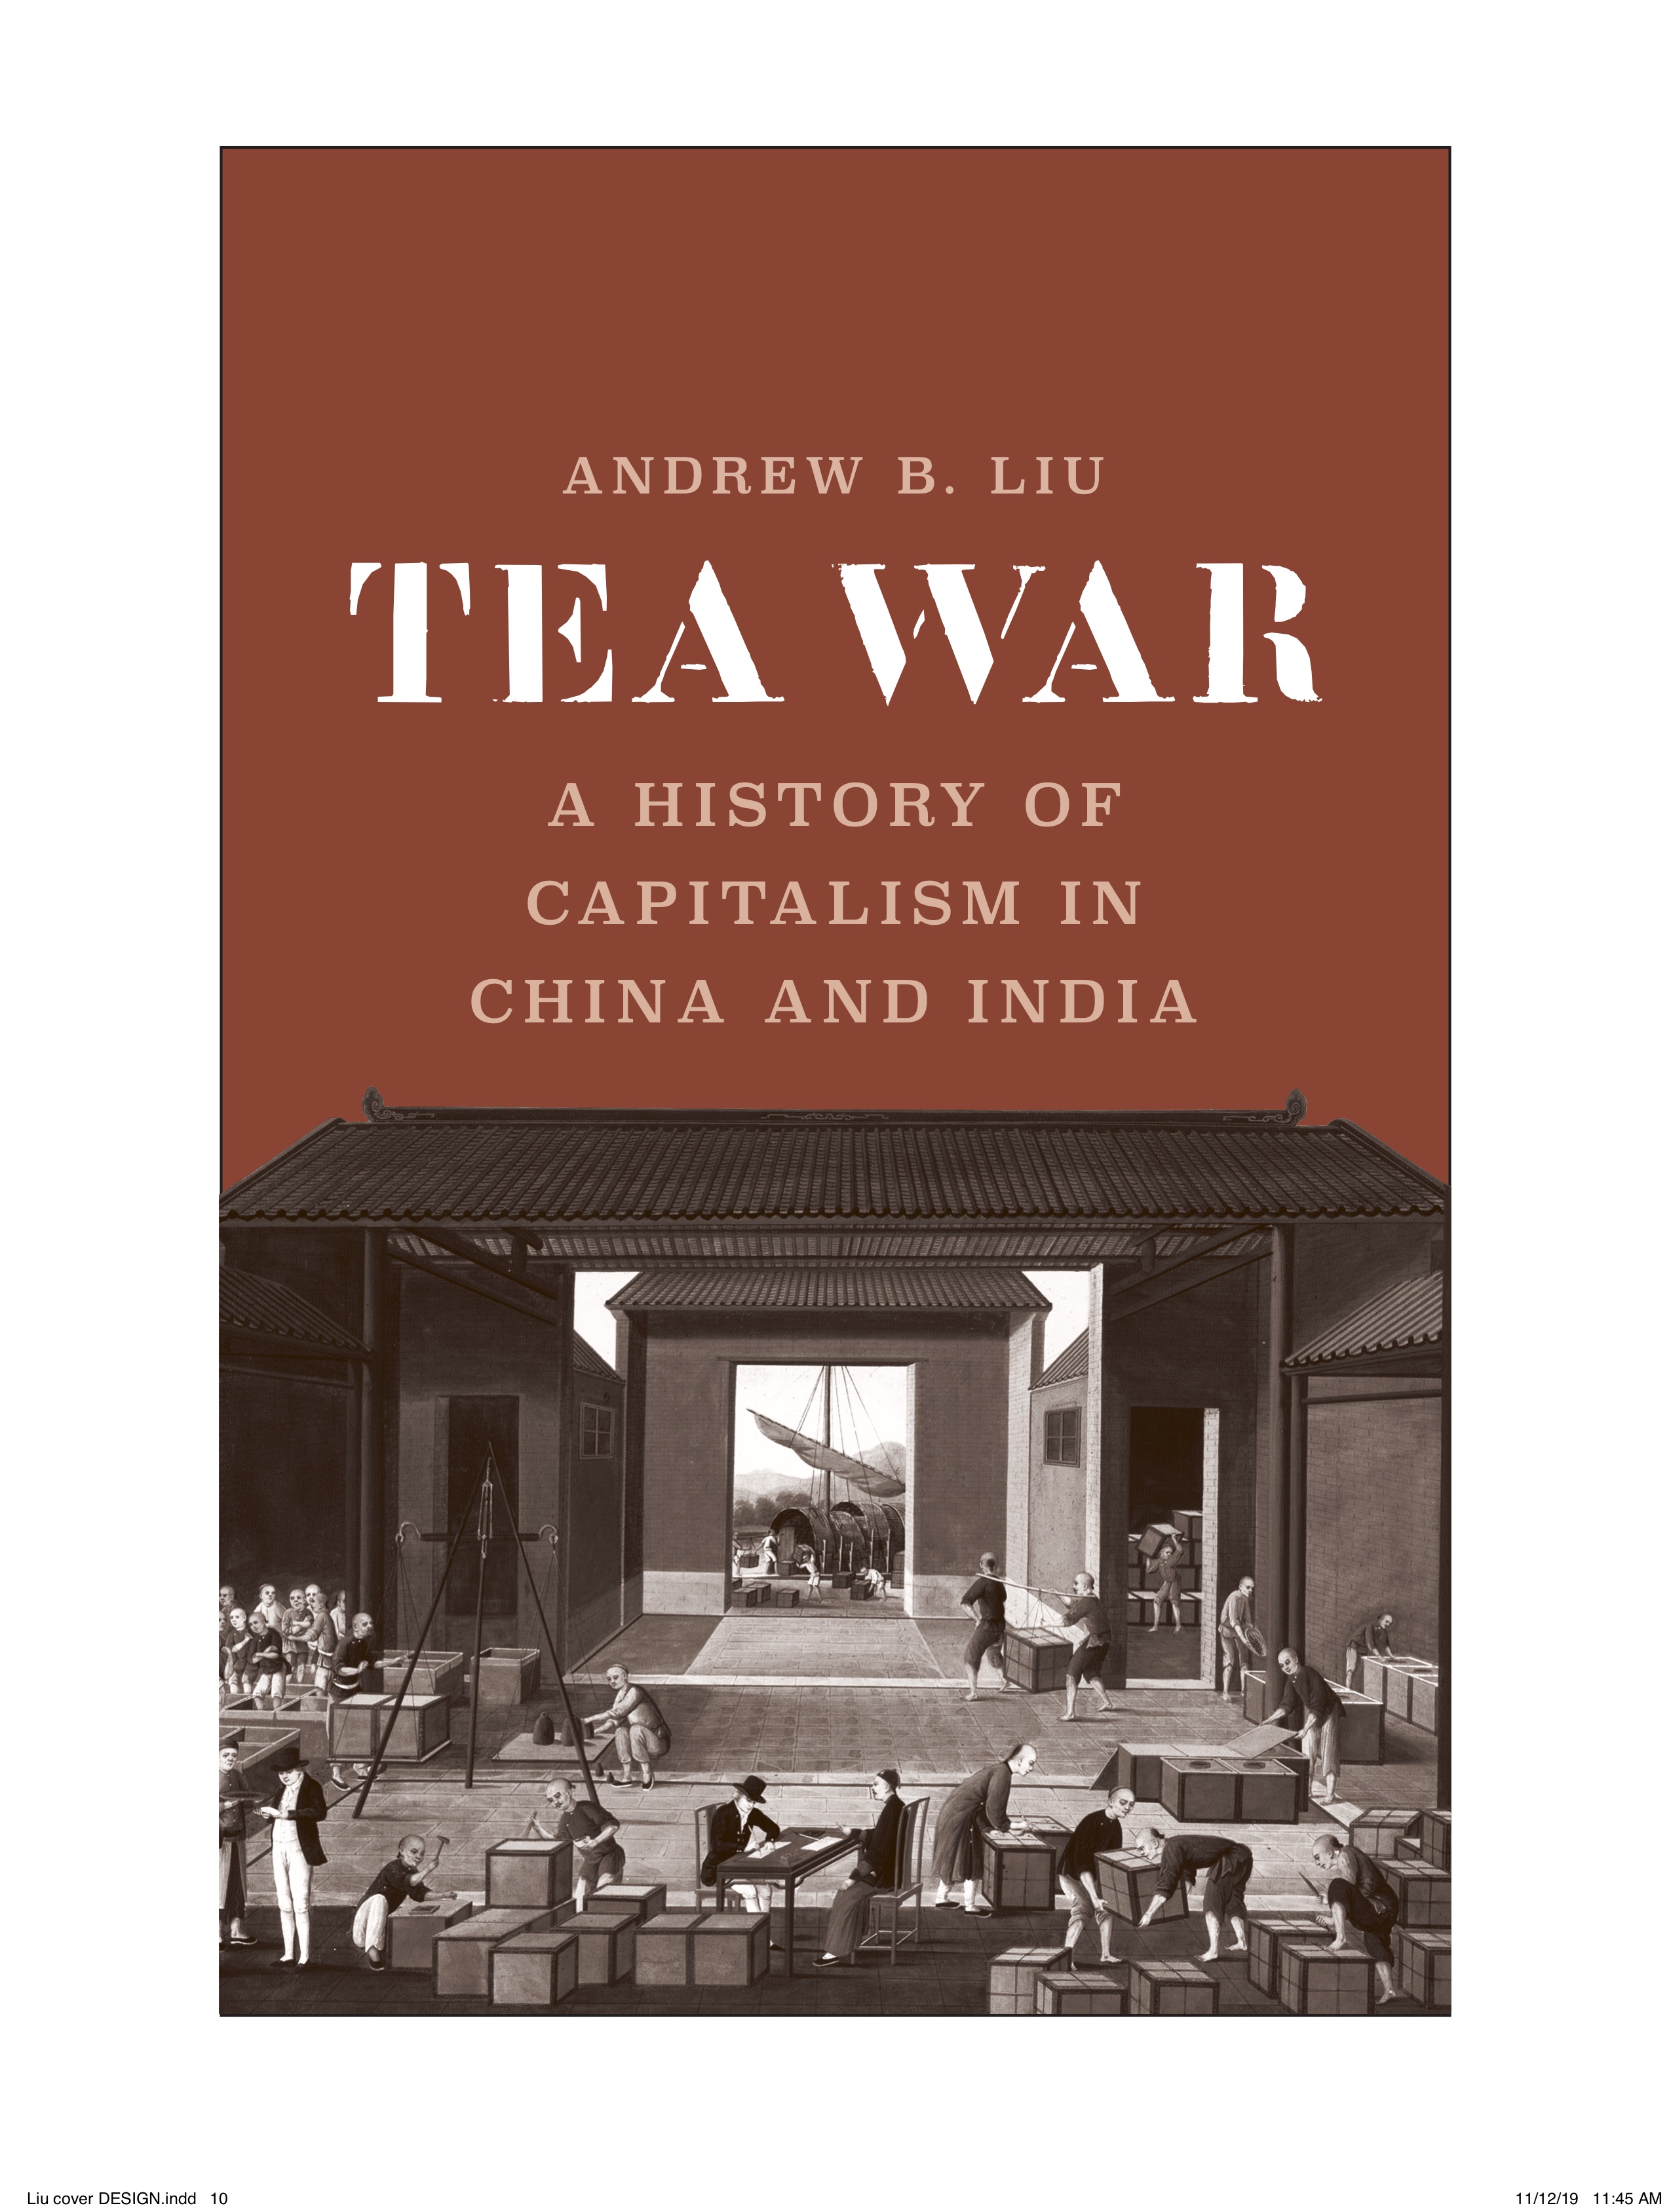 ANDREW B. LIU
TEA WAR
A HISTORY OF
CAPITALISM IN
CHINA AND INDIA
Liu cover DESIGN.indd 10
11/12/19 11:45 AM